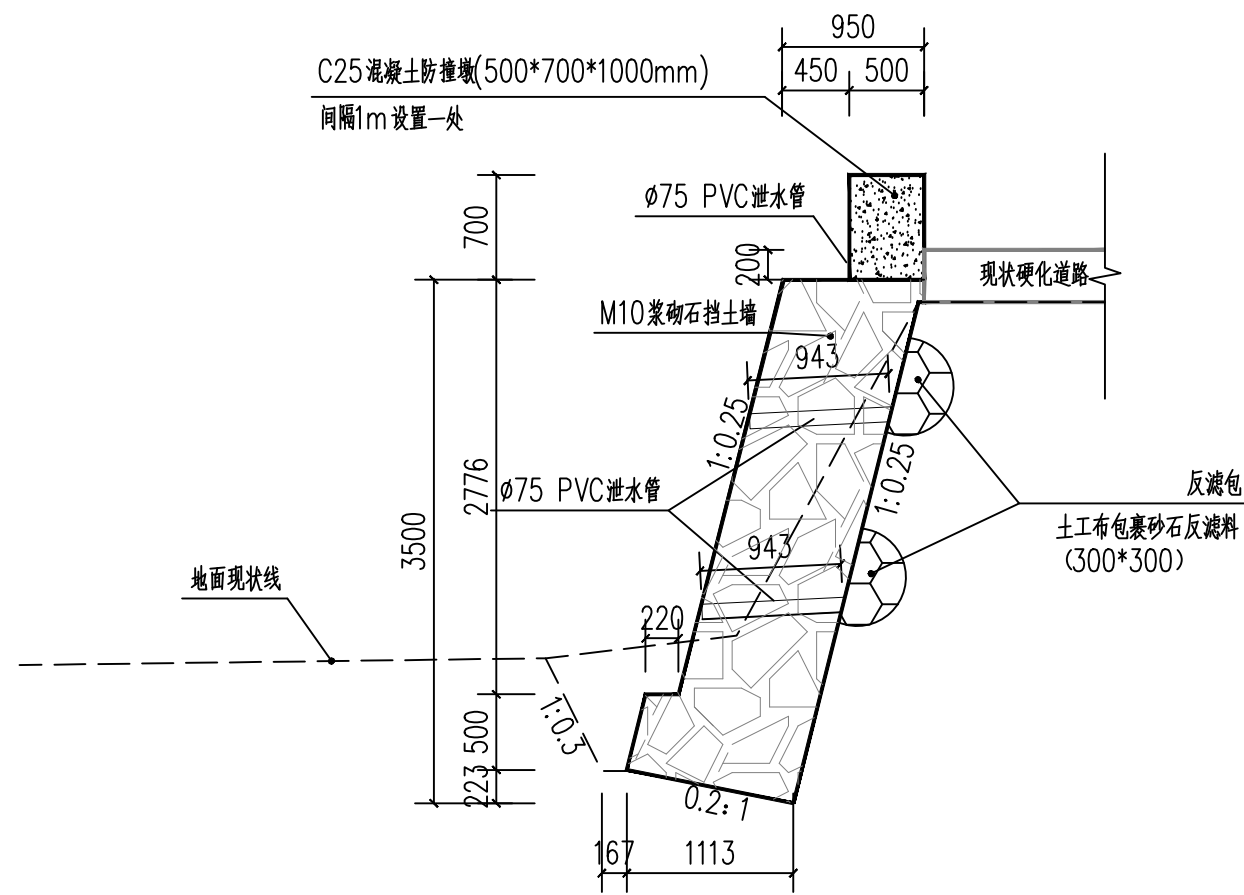 950
450
500
C25混凝土防撞墩(500*700*1000mm)
间隔1m设置一处
Ø75 PVC泄水管
700
200
现状硬化道路
M10浆砌石挡土墙
943
1:0.25
1:0.25
2776
3500
Ø75 PVC泄水管
反滤包
土工布包裹砂石反滤料
(300*300)
943
地面现状线
220
1:0.3
500
223
0.2:1
167
1113